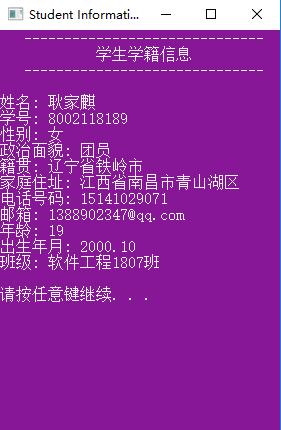 Student Informati...
------------------------------
学生学籍信息
------------------------------
姓名: 耿家麒
学号: 8002118189
性别: 女
政治面貌: 团员
籍贯: 辽宁省铁岭市
家庭住址: 江西省南昌市青山湖区
电话号码: 15141029071
邮箱: 1388902347@qq.com
年龄: 19
出生年月: 2000.10
班级: 软件工程1807班
请按任意键继续. . .